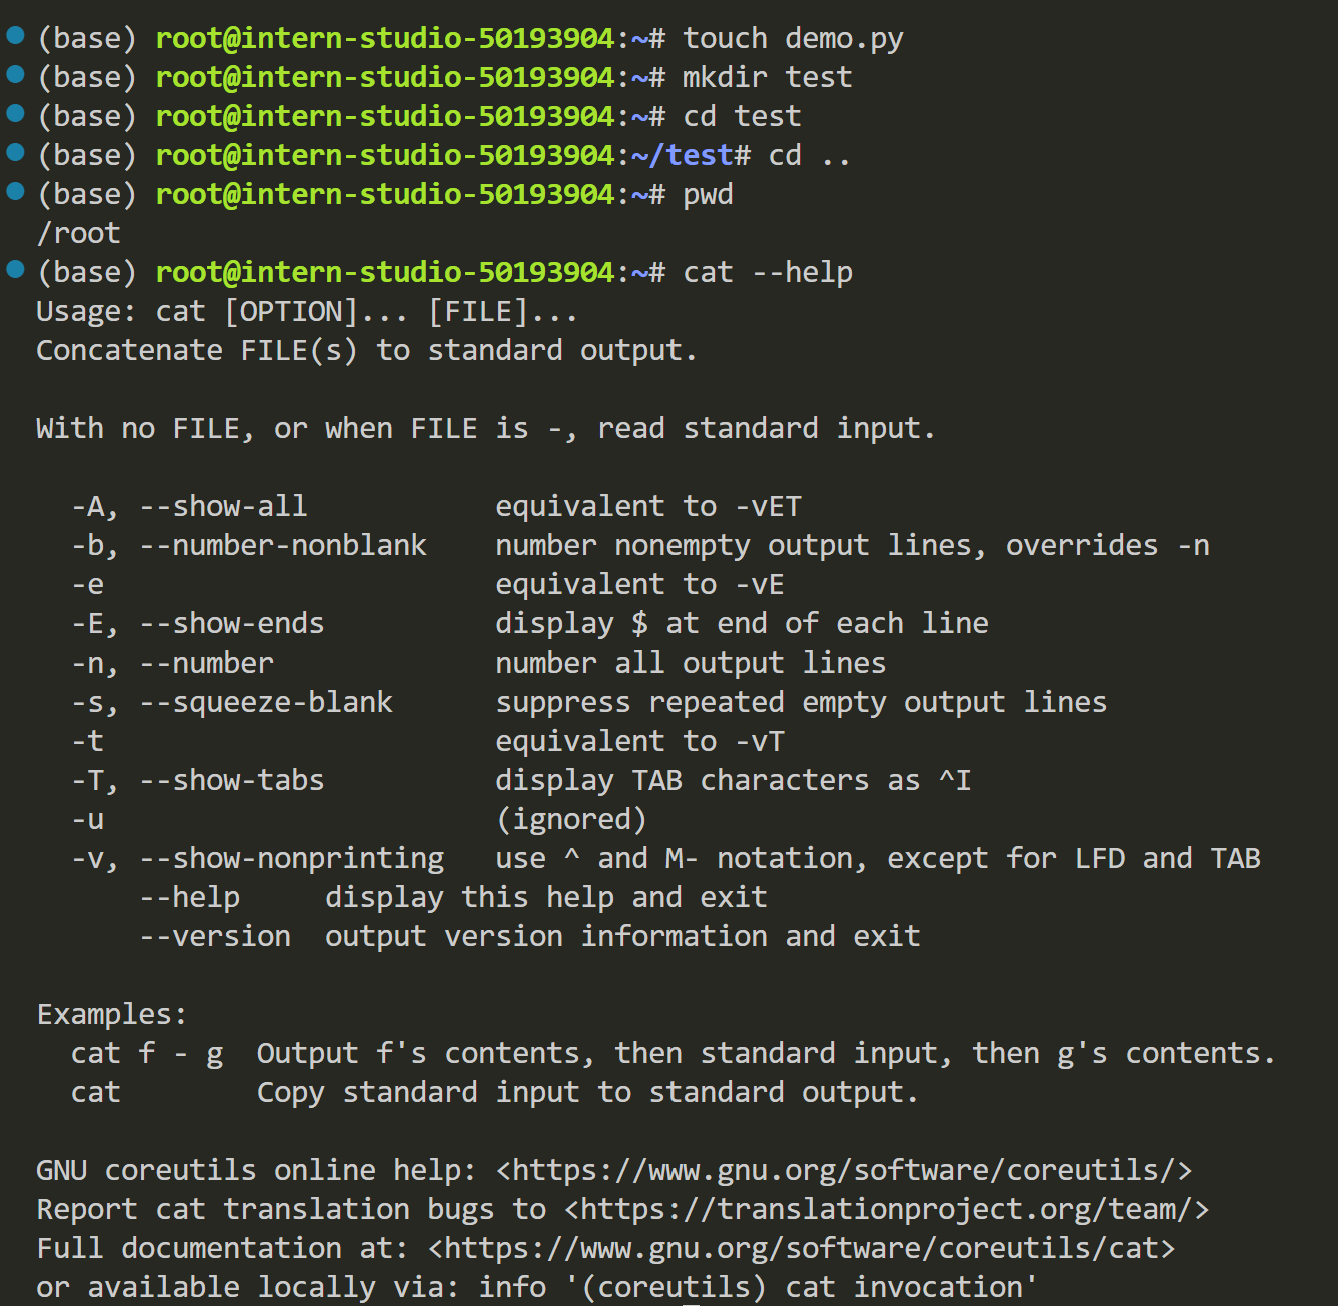 (base) root@intern-studio-50193904:~# touch demo.py
(base) root@intern-studio-50193904:~# mkdir test
(base) root@intern-studio-50193904:~# cd test
(base) root@intern-studio-50193904:~/test# cd ..
(base) root@intern-studio-50193904:~# pwd
/root
(base) root@intern-studio-50193904:~# cat --help
Usage: cat [OPTION]... [FILE]...
Concatenate FILE(s) to standard output.

With no FILE, or when FILE is -, read standard input.

  -A, --show-all           equivalent to -vET
  -b, --number-nonblank    number nonempty output lines, overrides -n
  -e                       equivalent to -vE
  -E, --show-ends          display $ at end of each line
  -n, --number             number all output lines
  -s, --squeeze-blank      suppress repeated empty output lines
  -t                       equivalent to -vT
  -T, --show-tabs          display TAB characters as ^I
  -u                       (ignored)
  -v, --show-nonprinting   use ^ and M- notation, except for LFD and TAB
      --help     display this help and exit
      --version  output version information and exit

Examples:
  cat f - g  Output f's contents, then standard input, then g's contents.
  cat        Copy standard input to standard output.

GNU coreutils online help: <https://www.gnu.org/software/coreutils/>
Report cat translation bugs to <https://translationproject.org/team/>
Full documentation at: <https://www.gnu.org/software/coreutils/cat>
or available locally via: info '(coreutils) cat invocation'